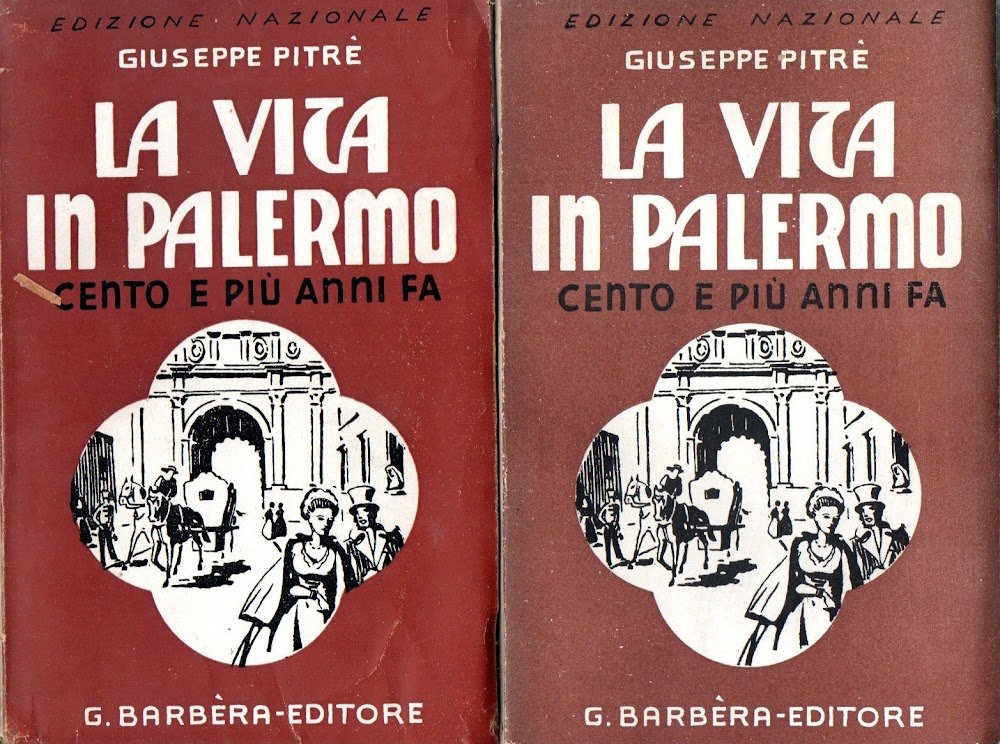 EDIZIONE NAZIONALE
GIUSEPPE PITRÈ
LA VITA
IN PALERMO
CENTO E PIÙ ANNI FA
G. BARBÈRA-EDITORE
EDIZIONE NAZIONALE
GIUSEPPE PITRÈ
LA VITA
IN PALERMO
CENTO E PIÙ ANNI FA
G. BARBÈRA-EDITORE